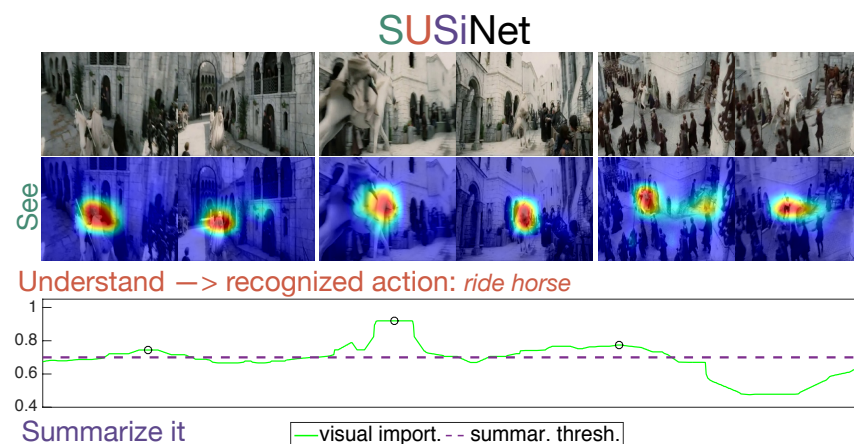 SUSiNet
See
Understand —> recognized action: ride horse
1
0.8
0.6
0.4
Summarize it
visual import. summar. thresh.